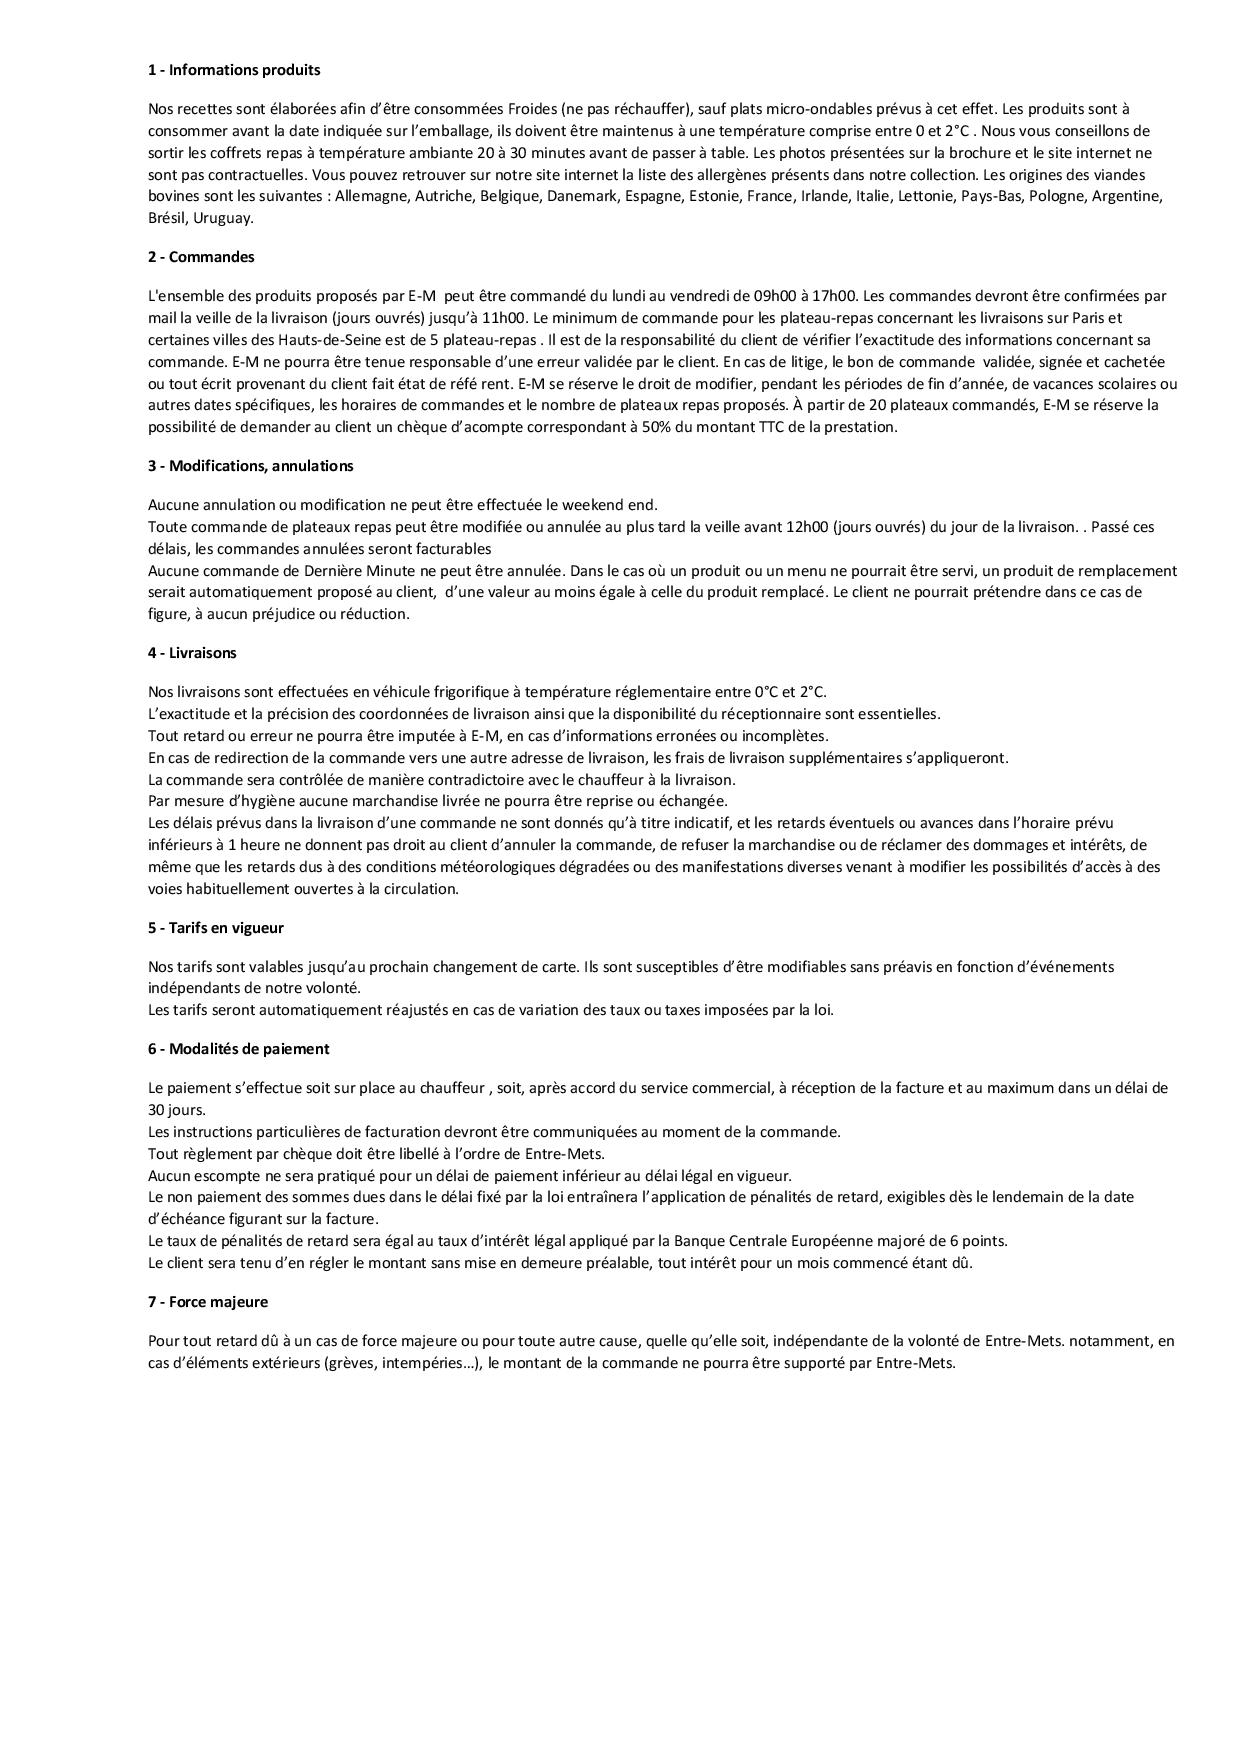 1 - Informations produits
Nos recettes sont élaborées afin d’être consommées Froides (ne pas réchauffer), sauf plats micro-ondables prévus à cet effet. Les produits sont à
consommer avant la date indiquée sur l’emballage, ils doivent être maintenus à une température comprise entre 0 et 2°C . Nous vous conseillons de
sortir les coffrets repas à température ambiante 20 à 30 minutes avant de passer à table. Les photos présentées sur la brochure et le site internet ne
sont pas contractuelles. Vous pouvez retrouver sur notre site internet la liste des allergènes présents dans notre collection. Les origines des viandes
bovines sont les suivantes : Allemagne, Autriche, Belgique, Danemark, Espagne, Estonie, France, Irlande, Italie, Lettonie, Pays-Bas, Pologne, Argentine,
Brésil, Uruguay.
2 - Commandes
L'ensemble des produits proposés par E-M  peut être commandé du lundi au vendredi de 09h00 à 17h00. Les commandes devront être confirmées par
mail la veille de la livraison (jours ouvrés) jusqu’à 11h00. Le minimum de commande pour les plateau-repas concernant les livraisons sur Paris et
certaines villes des Hauts-de-Seine est de 5 plateau-repas . Il est de la responsabilité du client de vérifier l’exactitude des informations concernant sa
commande. E-M ne pourra être tenue responsable d’une erreur validée par le client. En cas de litige, le bon de commande  validée, signée et cachetée
ou tout écrit provenant du client fait état de réfé rent. E-M se réserve le droit de modifier, pendant les périodes de fin d’année, de vacances scolaires ou
autres dates spécifiques, les horaires de commandes et le nombre de plateaux repas proposés. À partir de 20 plateaux commandés, E-M se réserve la
possibilité de demander au client un chèque d’acompte correspondant à 50% du montant TTC de la prestation.
3 - Modifications, annulations
Aucune annulation ou modification ne peut être effectuée le weekend end.
Toute commande de plateaux repas peut être modifiée ou annulée au plus tard la veille avant 12h00 (jours ouvrés) du jour de la livraison. . Passé ces
délais, les commandes annulées seront facturables
Aucune commande de Dernière Minute ne peut être annulée. Dans le cas où un produit ou un menu ne pourrait être servi, un produit de remplacement
serait automatiquement proposé au client,  d’une valeur au moins égale à celle du produit remplacé. Le client ne pourrait prétendre dans ce cas de
figure, à aucun préjudice ou réduction.
4 - Livraisons
Nos livraisons sont effectuées en véhicule frigorifique à température réglementaire entre 0°C et 2°C.
L’exactitude et la précision des coordonnées de livraison ainsi que la disponibilité du réceptionnaire sont essentielles.
Tout retard ou erreur ne pourra être imputée à E-M, en cas d’informations erronées ou incomplètes.
En cas de redirection de la commande vers une autre adresse de livraison, les frais de livraison supplémentaires s’appliqueront.
La commande sera contrôlée de manière contradictoire avec le chauffeur à la livraison.
Par mesure d’hygiène aucune marchandise livrée ne pourra être reprise ou échangée.
Les délais prévus dans la livraison d’une commande ne sont donnés qu’à titre indicatif, et les retards éventuels ou avances dans l’horaire prévu
inférieurs à 1 heure ne donnent pas droit au client d’annuler la commande, de refuser la marchandise ou de réclamer des dommages et intérêts, de
même que les retards dus à des conditions météorologiques dégradées ou des manifestations diverses venant à modifier les possibilités d’accès à des
voies habituellement ouvertes à la circulation.
5 - Tarifs en vigueur
Nos tarifs sont valables jusqu’au prochain changement de carte. Ils sont susceptibles d’être modifiables sans préavis en fonction d’événements
indépendants de notre volonté.
Les tarifs seront automatiquement réajustés en cas de variation des taux ou taxes imposées par la loi.
6 - Modalités de paiement
Le paiement s’effectue soit sur place au chauffeur , soit, après accord du service commercial, à réception de la facture et au maximum dans un délai de
30 jours.
Les instructions particulières de facturation devront être communiquées au moment de la commande.
Tout règlement par chèque doit être libellé à l’ordre de Entre-Mets.
Aucun escompte ne sera pratiqué pour un délai de paiement inférieur au délai légal en vigueur.
Le non paiement des sommes dues dans le délai fixé par la loi entraînera l’application de pénalités de retard, exigibles dès le lendemain de la date
d’échéance figurant sur la facture.
Le taux de pénalités de retard sera égal au taux d’intérêt légal appliqué par la Banque Centrale Européenne majoré de 6 points.
Le client sera tenu d’en régler le montant sans mise en demeure préalable, tout intérêt pour un mois commencé étant dû.
7 - Force majeure
Pour tout retard dû à un cas de force majeure ou pour toute autre cause, quelle qu’elle soit, indépendante de la volonté de Entre-Mets. notamment, en
cas d’éléments extérieurs (grèves, intempéries…), le montant de la commande ne pourra être supporté par Entre-Mets.